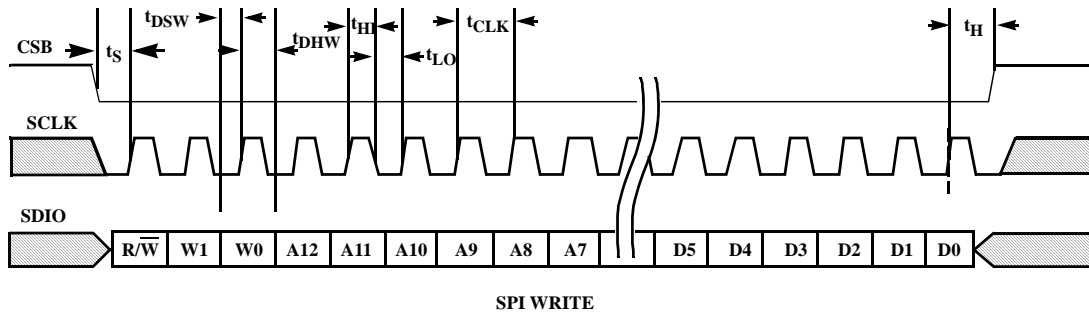 tDSW
tHI
tCLK
tH
CSB
tS
tDHW
tLO
SCLK
SDIO
R/W̅ W1 W0 A12 A11 A10 A9 A8 A7 D5 D4 D3 D2 D1 D0
SPI WRITE